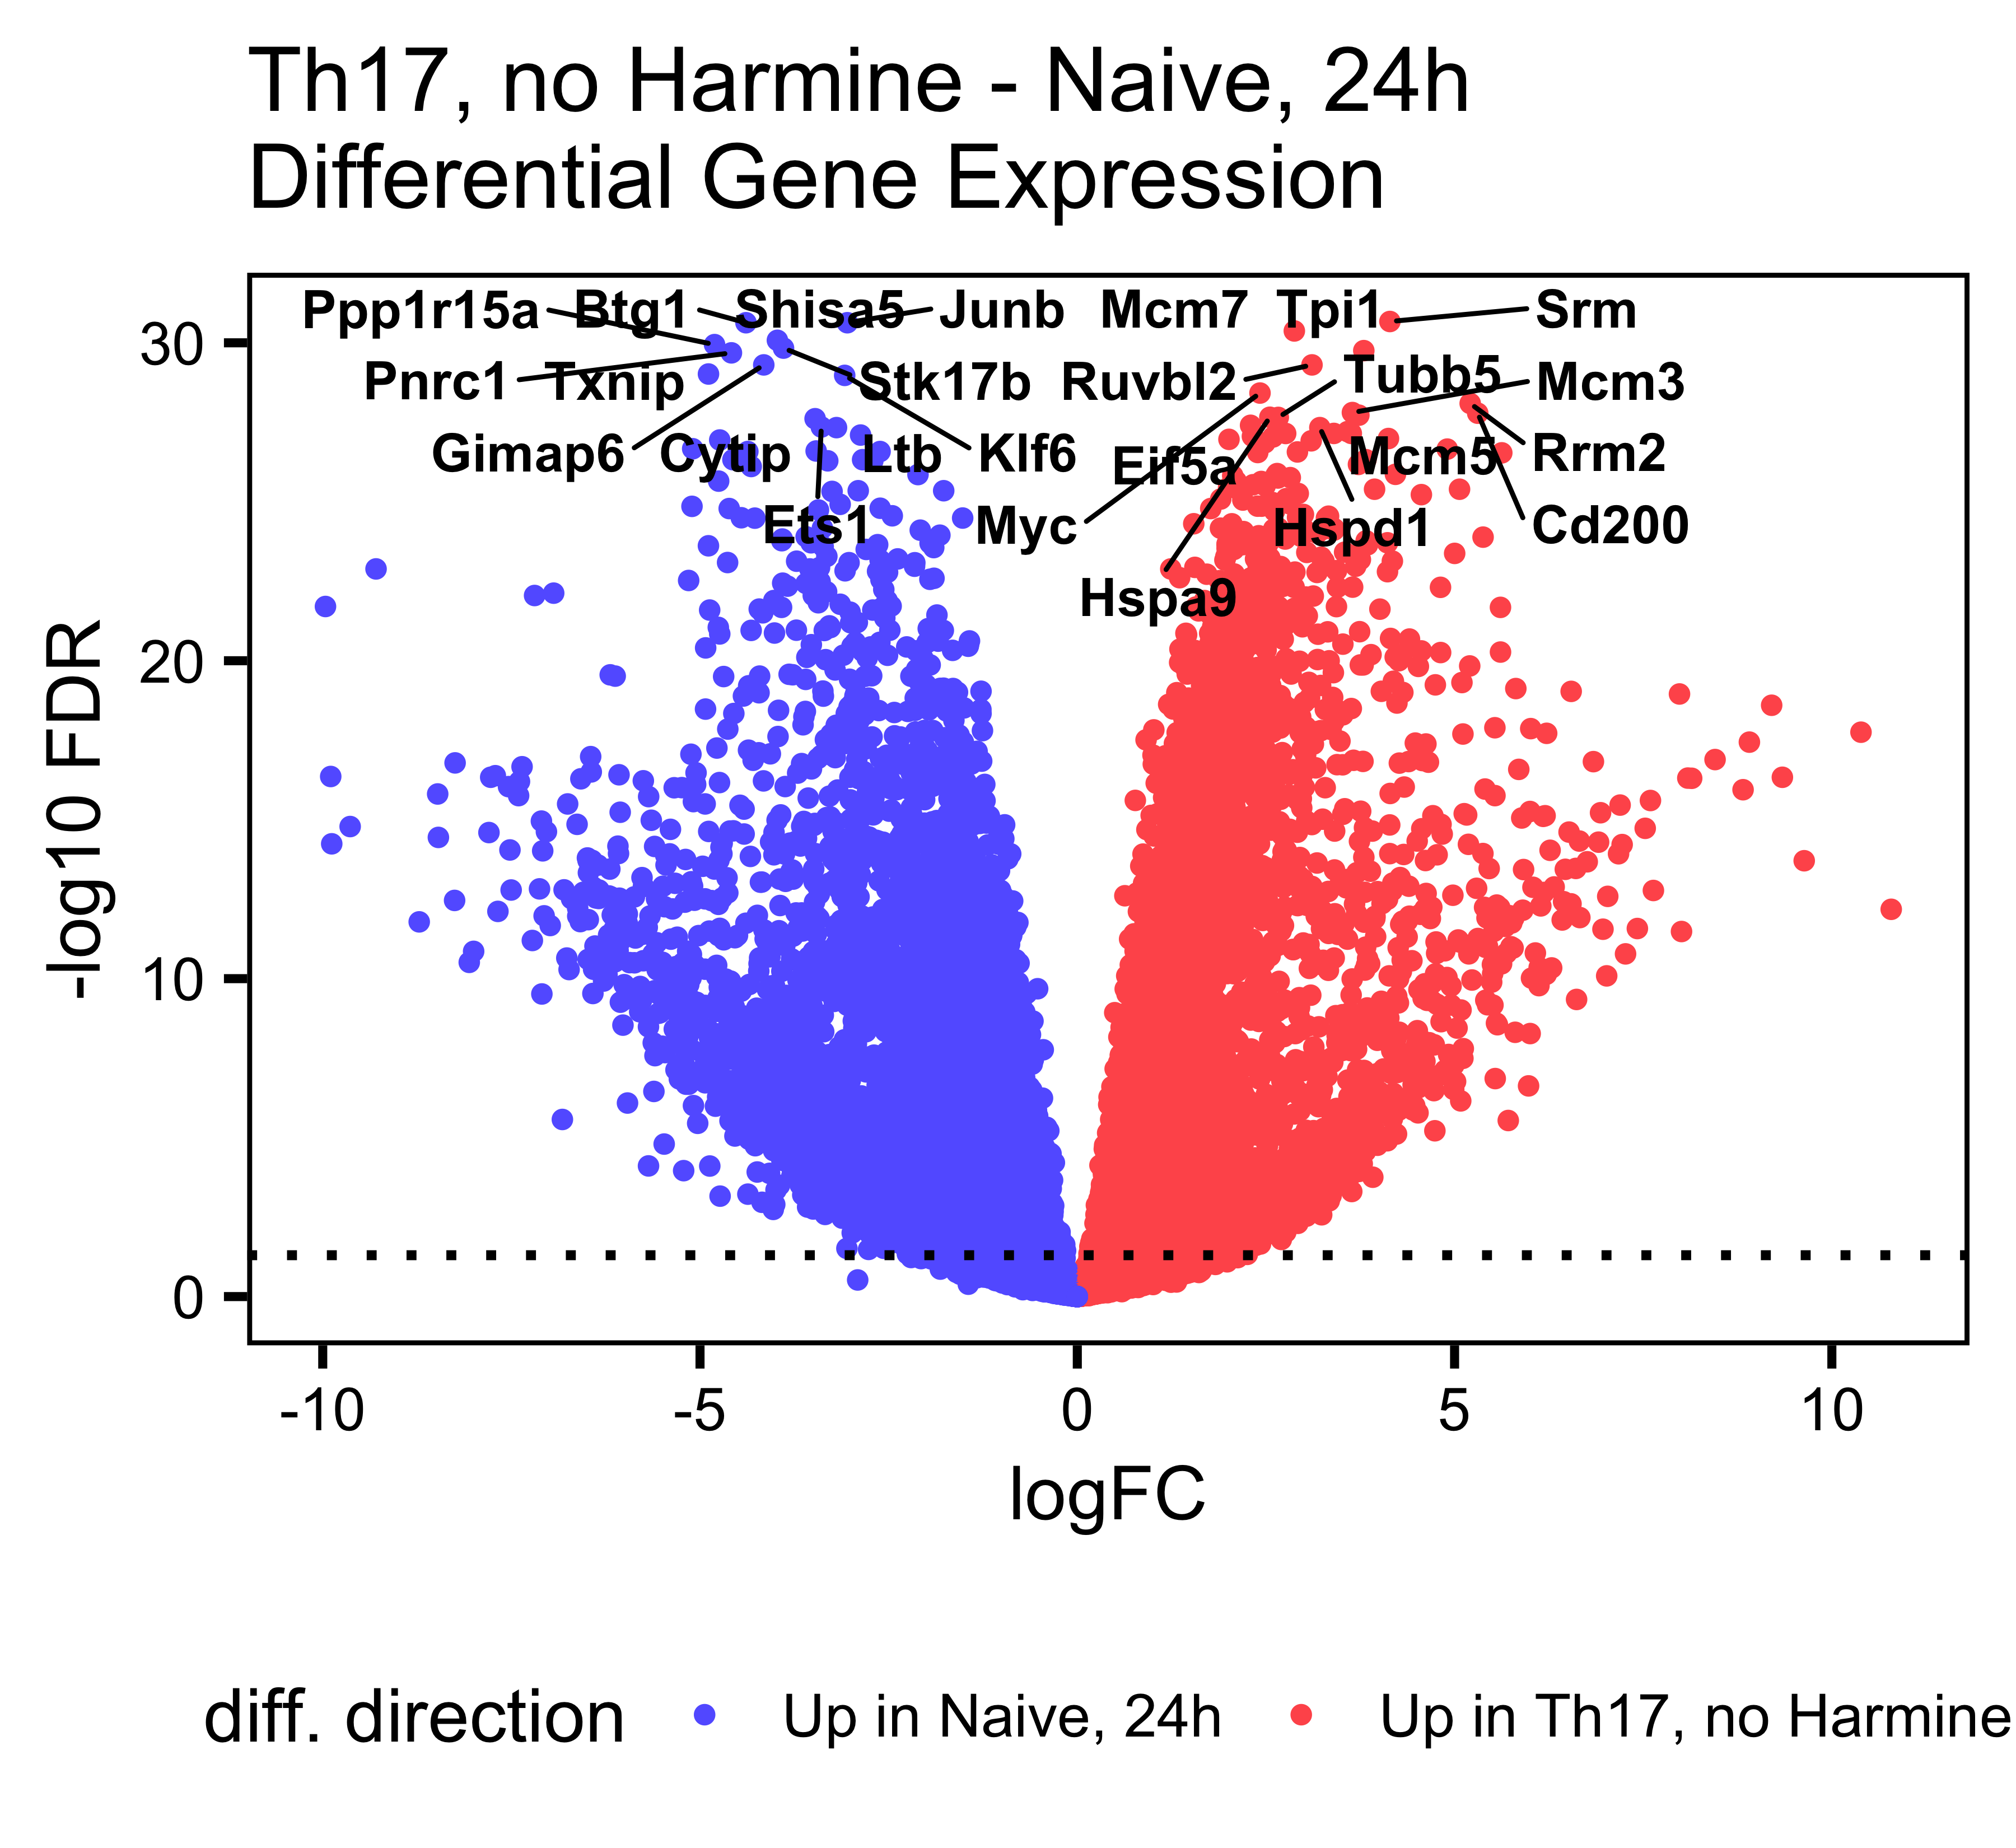 Th17, no Harmine - Naive, 24h
Differential Gene Expression
Ppp1r15a Btg1 Shisa5 Junb Mcm7 Tpi1 Srm
Pnrc1 Txnip Stk17b Ruvbl2 Tubb5 Mcm3
Gimap6 Cytip Ltb Klf6 Eif5a Mcm5 Rrm2
Ets1 Myc Hspd1 Cd200
Hspa9
30
20
10
0
-log10 FDR
-10 -5 0 5 10
logFC
diff. direction Up in Naive, 24h Up in Th17, no Harmine